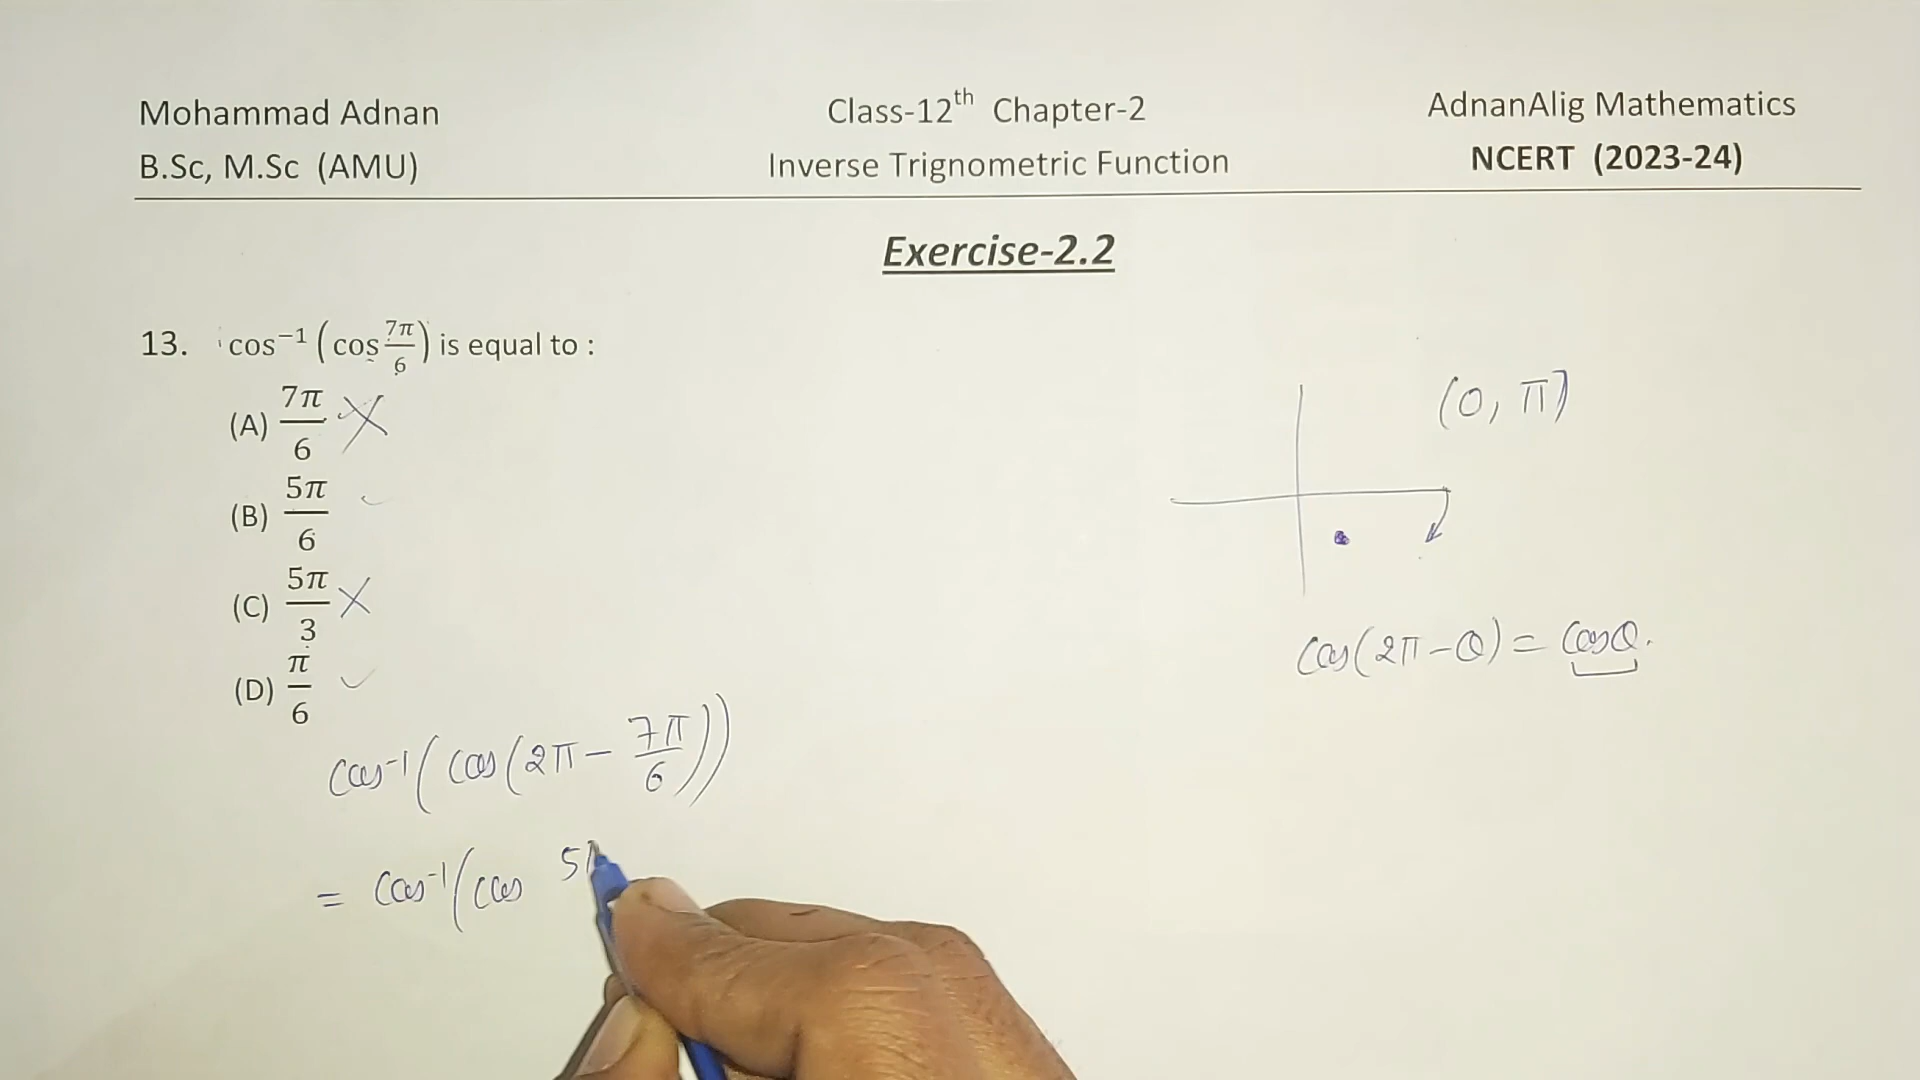 Mohammad Adnan
B.Sc, M.Sc (AMU)
Class-12th Chapter-2
Inverse Trignometric Function
AdnanAlig Mathematics
NCERT (2023-24)
Exercise-2.2
13. cos⁻¹(cos 7π/6) is equal to :
(A) 7π/6
(B) 5π/6
(C) 5π/3
(D) π/6
(0, π)
cos(2π-θ) = cosθ.
cos⁻¹(cos(2π - 7π/6))
= cos⁻¹(cos 5